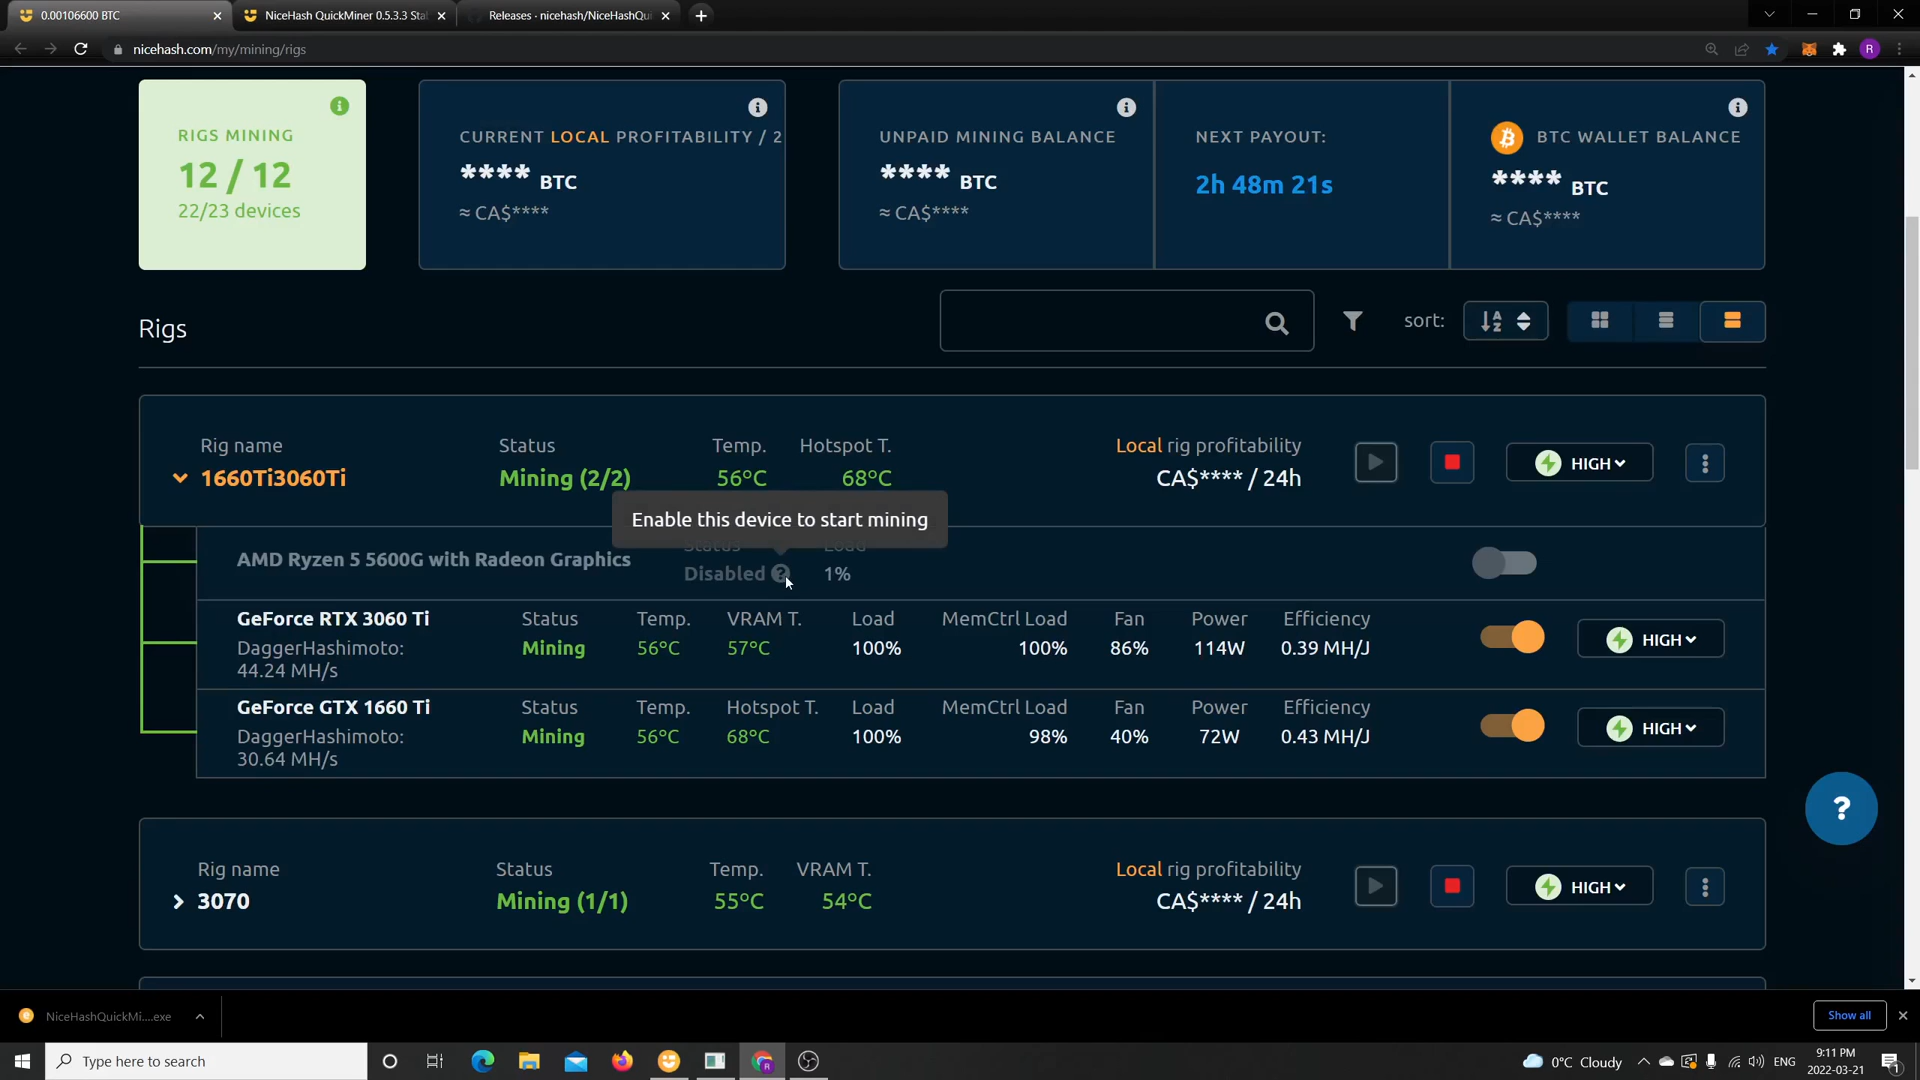 0.00106600 BTC
NiceHash QuickMiner 0.5.3.3 Sta
Releases · nicehash/NiceHashQu
nicehash.com/my/mining/rigs
R
RIGS MINING
12 / 12
22/23 devices
CURRENT LOCAL PROFITABILITY / 2
**** BTC
≈ CA$****
UNPAID MINING BALANCE
**** BTC
≈ CA$****
NEXT PAYOUT:
2h 48m 21s
BTC WALLET BALANCE
**** BTC
≈ CA$****
Rigs
sort:
Rig name
1660Ti3060Ti
Status
Mining (2/2)
Temp.
56°C
Hotspot T.
68°C
Local rig profitability
CA$**** / 24h
HIGH
Enable this device to start mining
AMD Ryzen 5 5600G with Radeon Graphics
Status
Disabled ?
Load
1%
GeForce RTX 3060 Ti
DaggerHashimoto:
44.24 MH/s
Status
Mining
Temp.
56°C
VRAM T.
57°C
Load
100%
MemCtrl Load
100%
Fan
86%
Power
114W
Efficiency
0.39 MH/J
HIGH
GeForce GTX 1660 Ti
DaggerHashimoto:
30.64 MH/s
Status
Mining
Temp.
56°C
Hotspot T.
68°C
Load
100%
MemCtrl Load
98%
Fan
40%
Power
72W
Efficiency
0.43 MH/J
HIGH
?
Rig name
3070
Status
Mining (1/1)
Temp.
55°C
VRAM T.
54°C
Local rig profitability
CA$**** / 24h
HIGH
NiceHashQuickMi....exe
Show all
Type here to search
0°C Cloudy
ENG
9:11 PM
2022-03-21
1